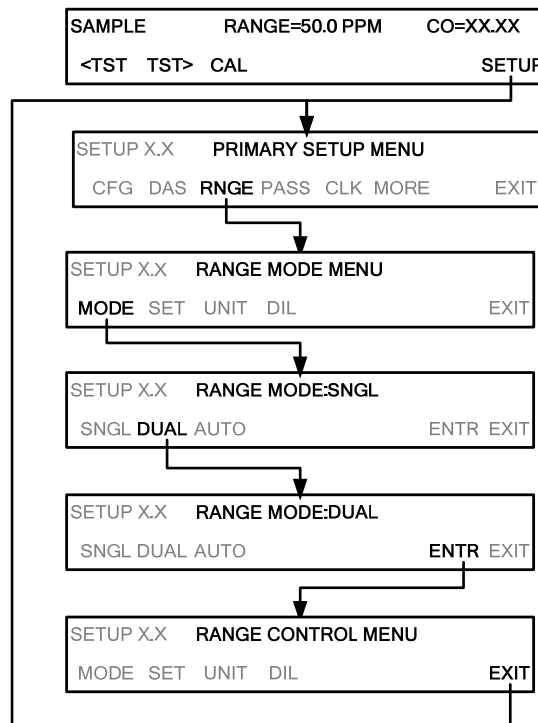 SAMPLE RANGE=50.0 PPM CO=XX.XX
<TST TST> CAL SETUP
SETUP X.X PRIMARY SETUP MENU
CFG DAS RNGE PASS CLK MORE EXIT
SETUP X.X RANGE MODE MENU
MODE SET UNIT DIL EXIT
SETUP X.X RANGE MODE:SNGL
SNGL DUAL AUTO ENTR EXIT
SETUP X.X RANGE MODE:DUAL
SNGL DUAL AUTO ENTR EXIT
SETUP X.X RANGE CONTROL MENU
MODE SET UNIT DIL EXIT